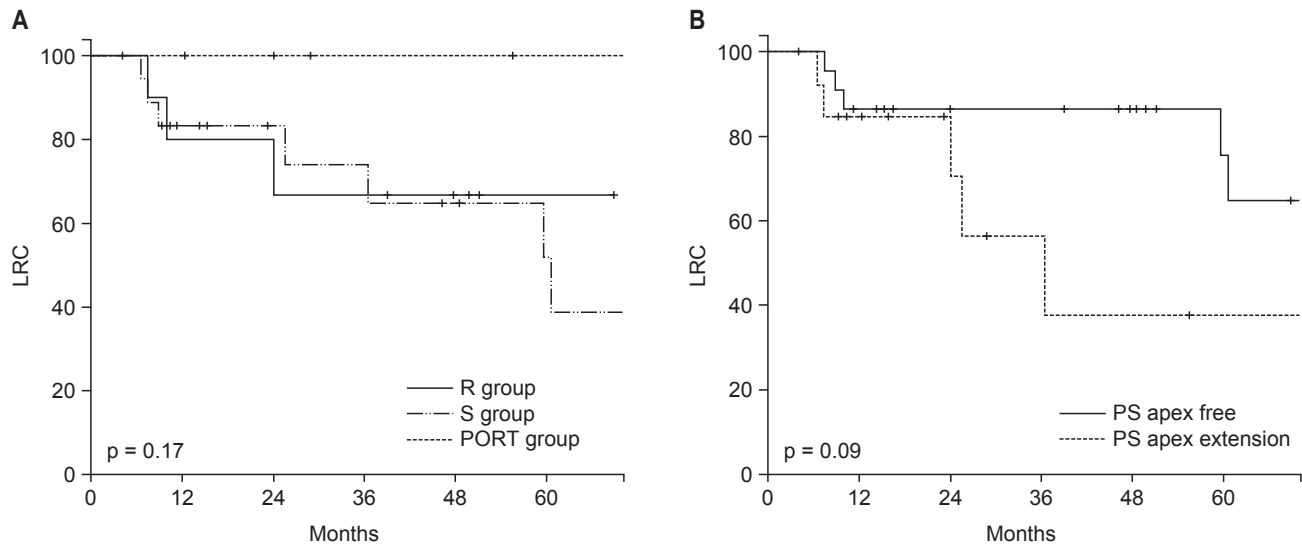 A
100
80
60
40
20
0
LRC
R group
S group
PORT group
p = 0.17
0 12 24 36 48 60
Months
B
100
80
60
40
20
0
LRC
PS apex free
PS apex extension
p = 0.09
0 12 24 36 48 60
Months